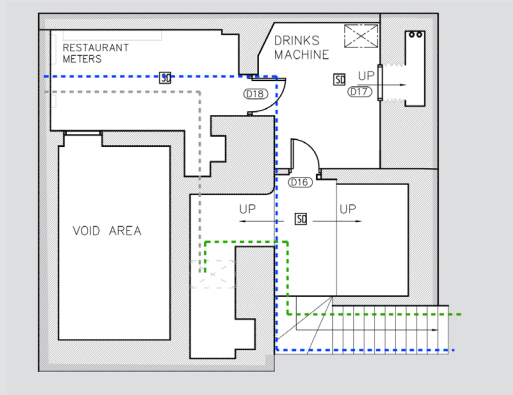 RESTAURANT
METERS
DRINKS
MACHINE
SD
SD
UP
D17
D18
D16
UP
SD
UP
VOID AREA